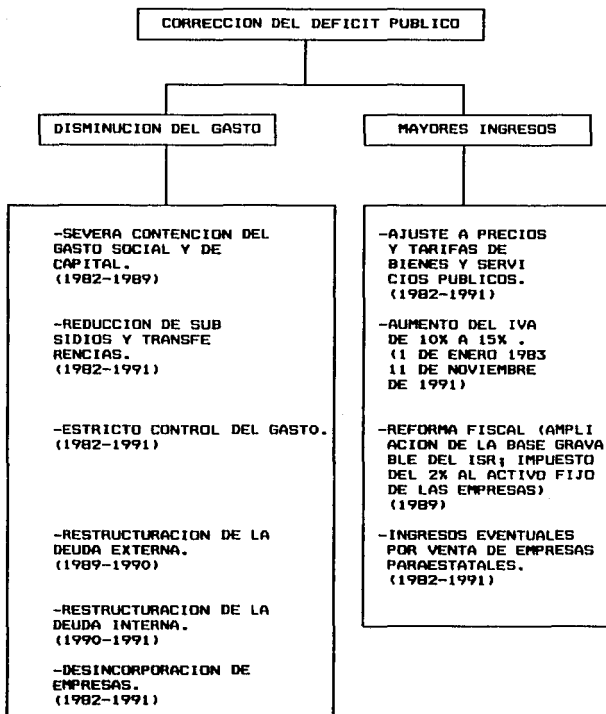 CORRECCION DEL DEFICIT PUBLICO
DISMINUCION DEL GASTO
-SEVERA CONTENCION DEL
GASTO SOCIAL Y DE
CAPITAL.
(1982-1989)
-REDUCCION DE SUB
SIDIOS Y TRANSFE
RENCIAS.
(1982-1991)
-ESTRICTO CONTROL DEL GASTO.
(1982-1991)
-RESTRUCTURACION DE LA
DEUDA EXTERNA.
(1989-1990)
-RESTRUCTURACION DE LA
DEUDA INTERNA.
(1990-1991)
-DESINCORPORACION DE
EMPRESAS.
(1982-1991)
MAYORES INGRESOS
-AJUSTE A PRECIOS
Y TARIFAS DE
BIENES Y SERVI
CIOS PUBLICOS.
(1982-1991)
-AUMENTO DEL IVA
DE 10% A 15% .
(1 DE ENERO 1983
11 DE NOVIEMBRE
DE 1991)
-REFORMA FISCAL (AMPLI
ACION DE LA BASE GRAVA
BLE DEL ISR; IMPUESTO
DEL 2% AL ACTIVO FIJO
DE LAS EMPRESAS)
(1989)
-INGRESOS EVENTUALES
POR VENTA DE EMPRESAS
PARAESTATALES.
(1982-1991)